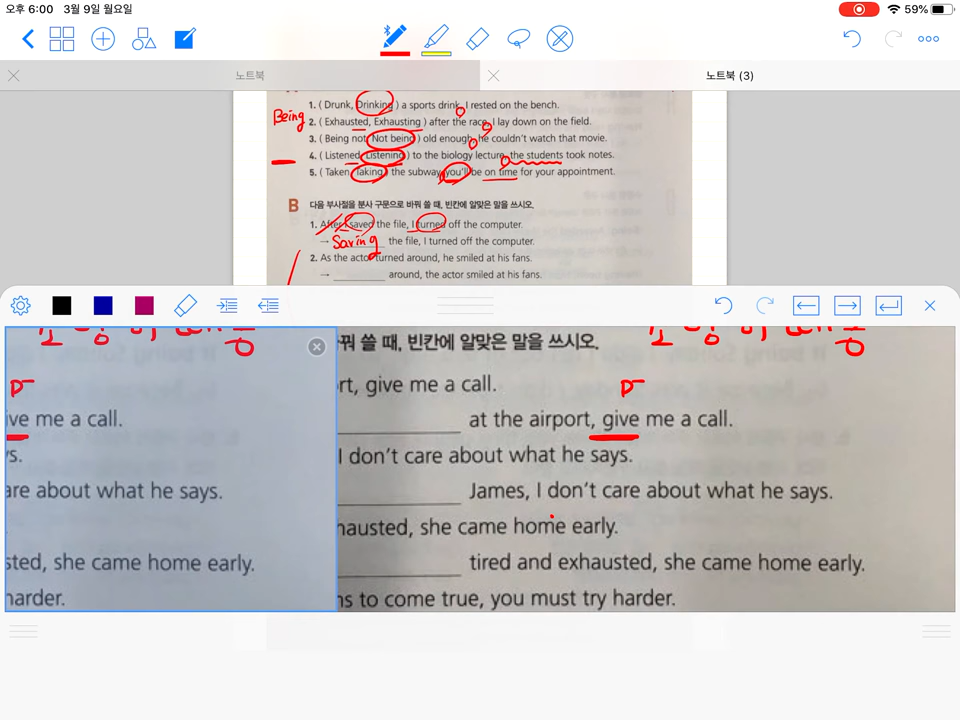 오후 6:00 3월 9일 월요일
59%
노트북
노트북 (3)
1. ( Drunk, Drinking ) a sports drink, I rested on the bench.
Being
2. ( Exhausted, Exhausting ) after the race, I lay down on the field.
3. ( Being not, Not being ) old enough, he couldn't watch that movie.
4. ( Listened, Listening ) to the biology lecture, the students took notes.
5. ( Taken, Taking ) the subway, you'll be on time for your appointment.
B 다음 부사절을 분사 구문으로 바꿔 쓸 때, 빈칸에 알맞은 말을 쓰시오.
1. After I saved the file, I turned off the computer.
→ Saving the file, I turned off the computer.
2. As the actor turned around, he smiled at his fans.
→ around, the actor smiled at his fans.
바꿔 쓸 때, 빈칸에 알맞은 말을 쓰시오.
ort, give me a call.
ive me a call.
at the airport, give me a call.
s.
I don't care about what he says.
are about what he says.
James, I don't care about what he says.
hausted, she came home early.
sted, she came home early.
tired and exhausted, she came home early.
harder.
ns to come true, you must try harder.